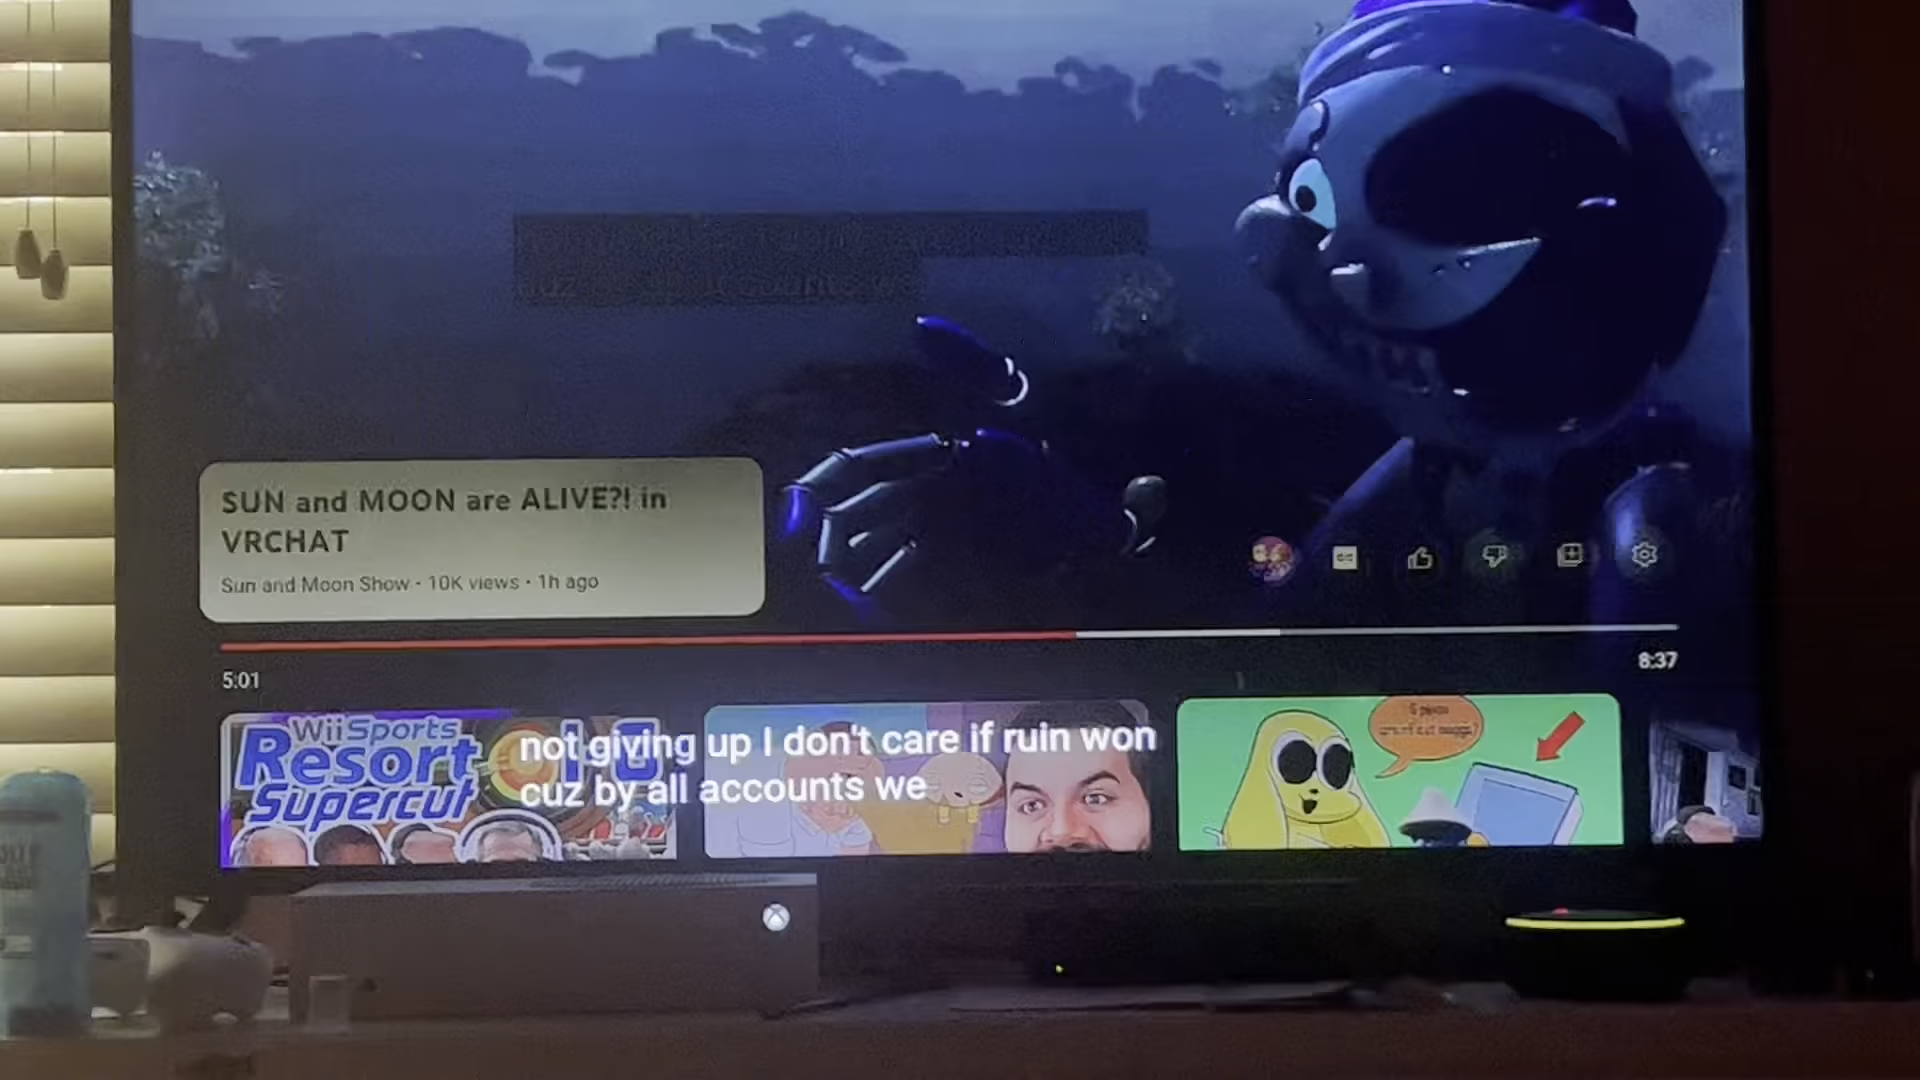 SUN and MOON are ALIVE?! in
VRCHAT
Sun and Moon Show • 10K views • 1h ago
5:01
8:37
Wii Sports
Resort
Supercut
not giving up I don't care if ruin won
cuz by all accounts we